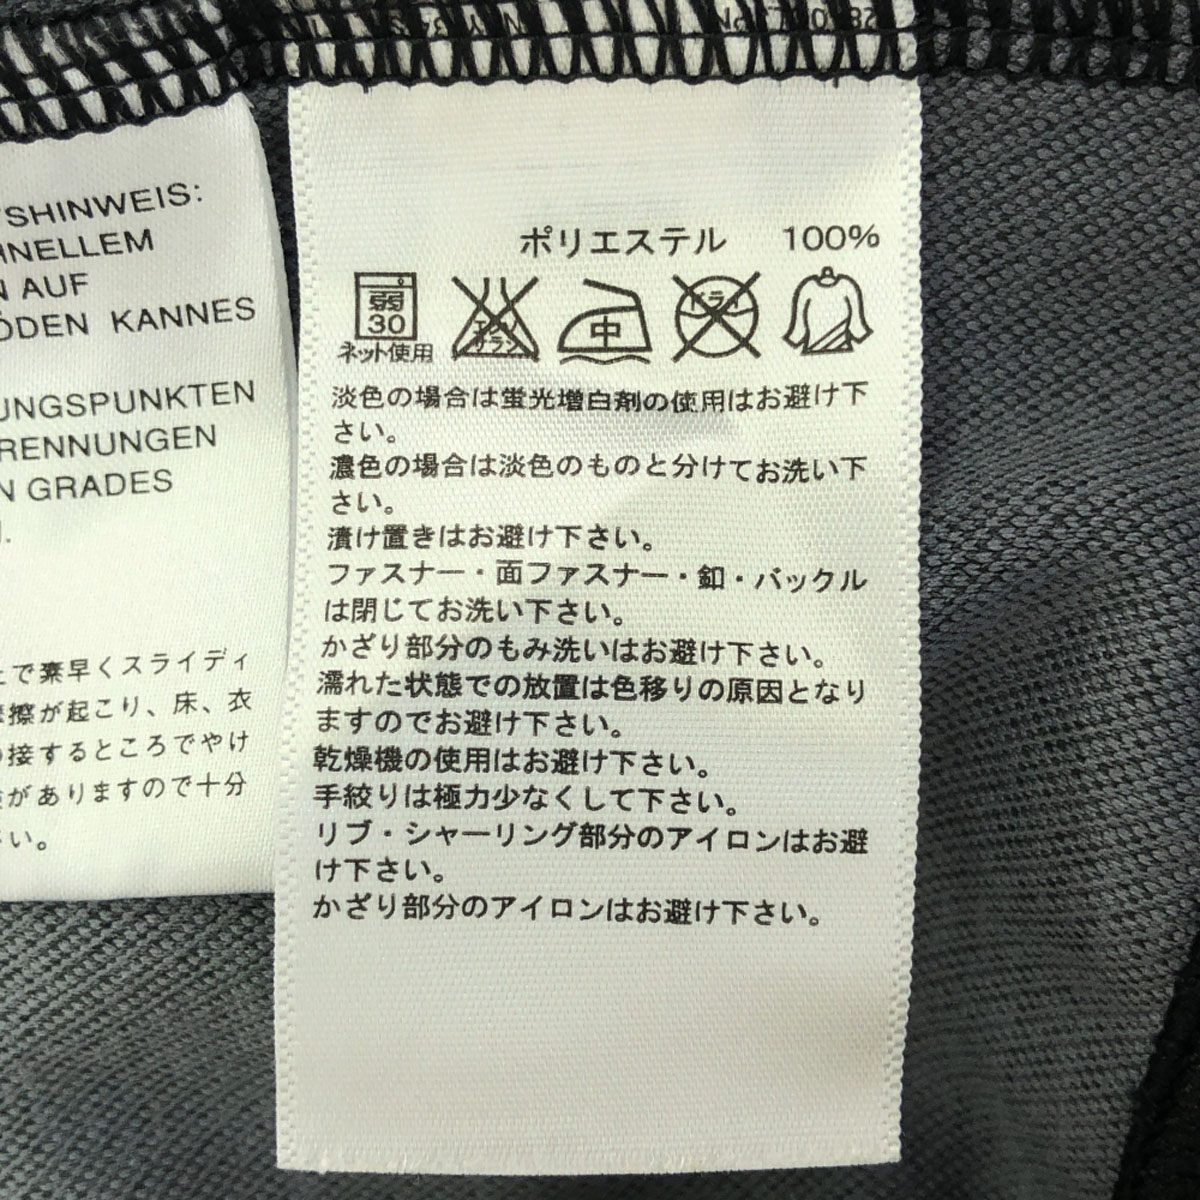 SHINWEIS:
HNELLEM
N AUF
ÖDEN KANNES
UNGSPUNKTEN
RENNUNGEN
N GRADES
で素早くスライディ
擦が起こり、床、衣
接するところでやけ
がありますので十分
い。
ポリエステル 100%
弱
30
ネット使用
エンソ
サラシ
中
ドライ
淡色の場合は蛍光増白剤の使用はお避け下
さい。
濃色の場合は淡色のものと分けてお洗い下
さい。
漬け置きはお避け下さい。
ファスナー・面ファスナー・釦・バックル
は閉じてお洗い下さい。
かざり部分のもみ洗いはお避け下さい。
濡れた状態での放置は色移りの原因となり
ますのでお避け下さい。
乾燥機の使用はお避け下さい。
手絞りは極力少なくして下さい。
リブ・シャーリング部分のアイロンはお避
け下さい。
かざり部分のアイロンはお避け下さい。